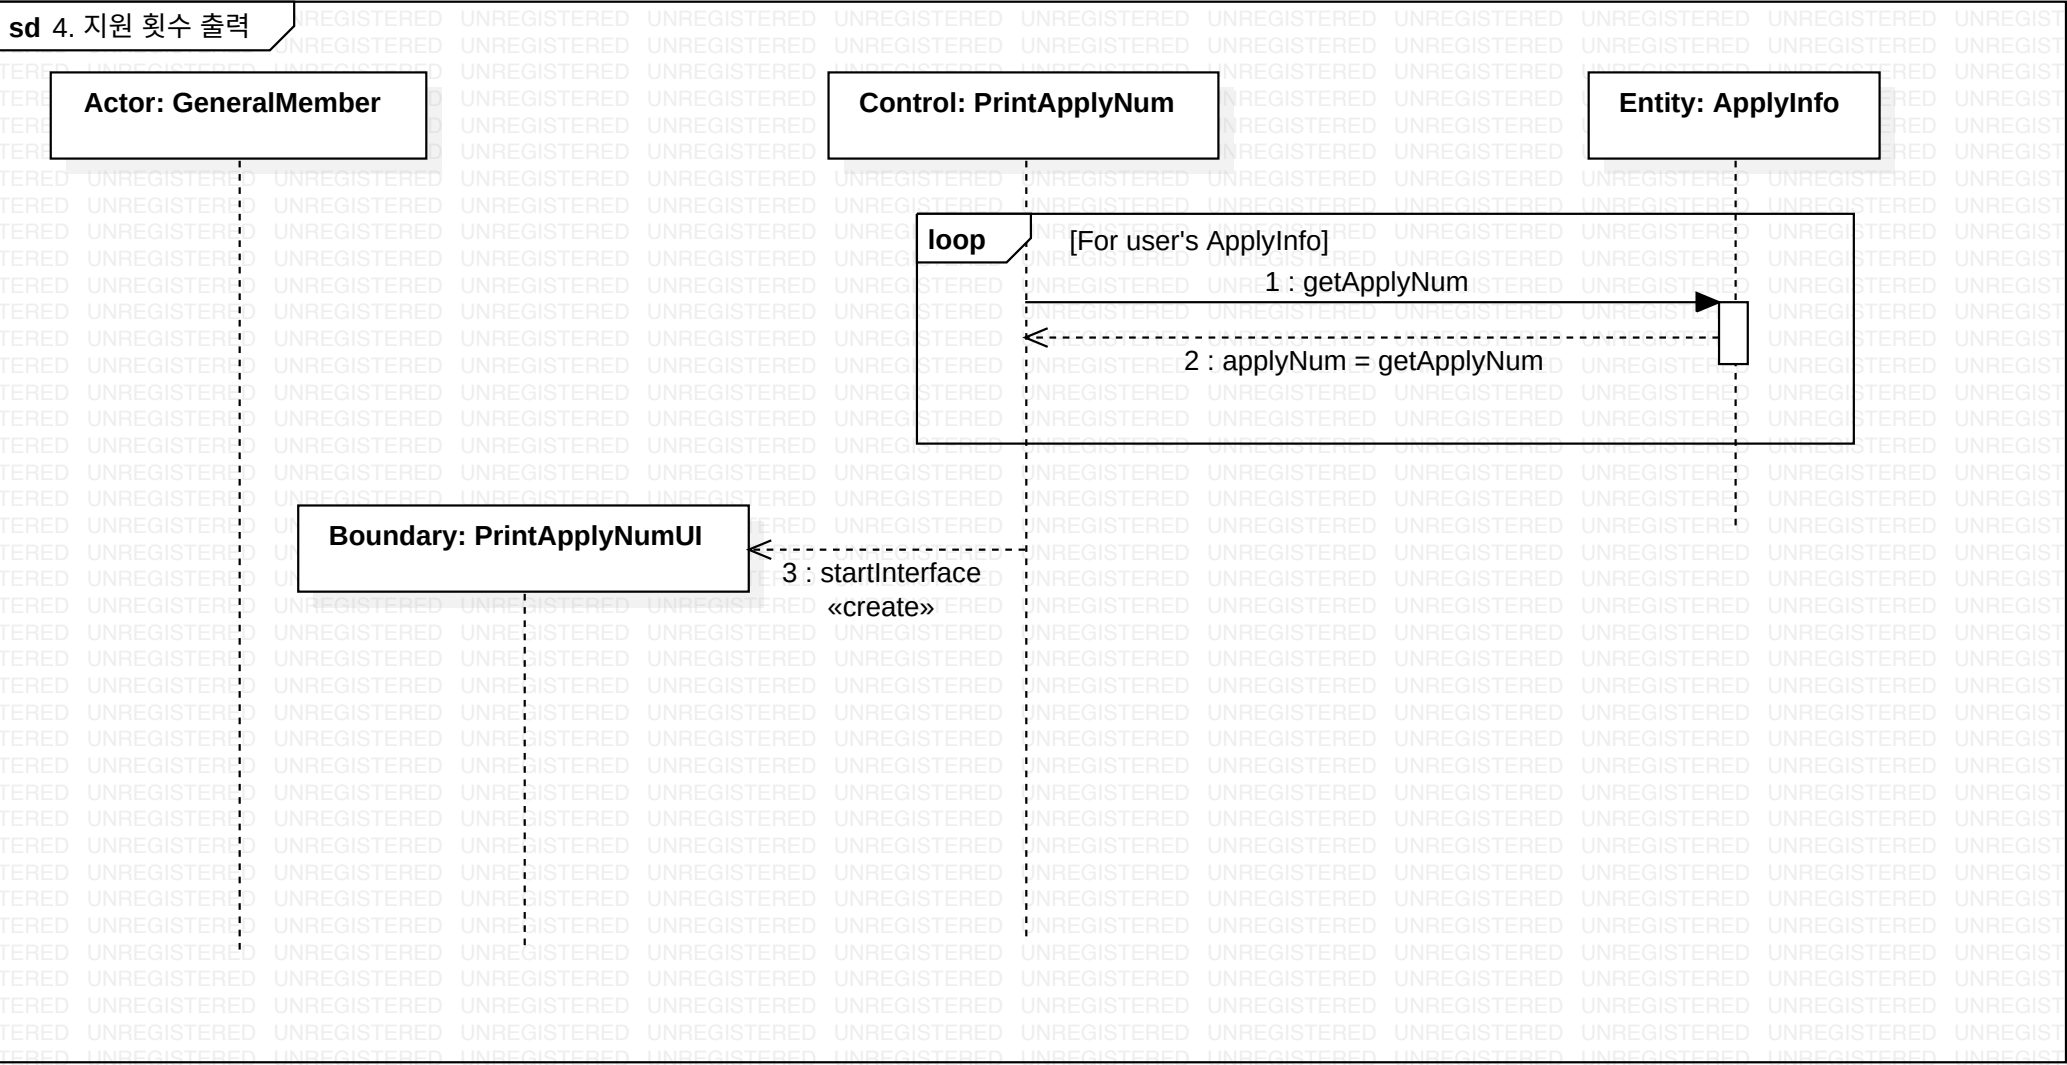 sd 4. 지원 횟수 출력
Actor: GeneralMember
Control: PrintApplyNum
Entity: ApplyInfo
loop
[For user's ApplyInfo]
1 : getApplyNum
2 : applyNum = getApplyNum
Boundary: PrintApplyNumUI
3 : startInterface
«create»
UNREGISTERED